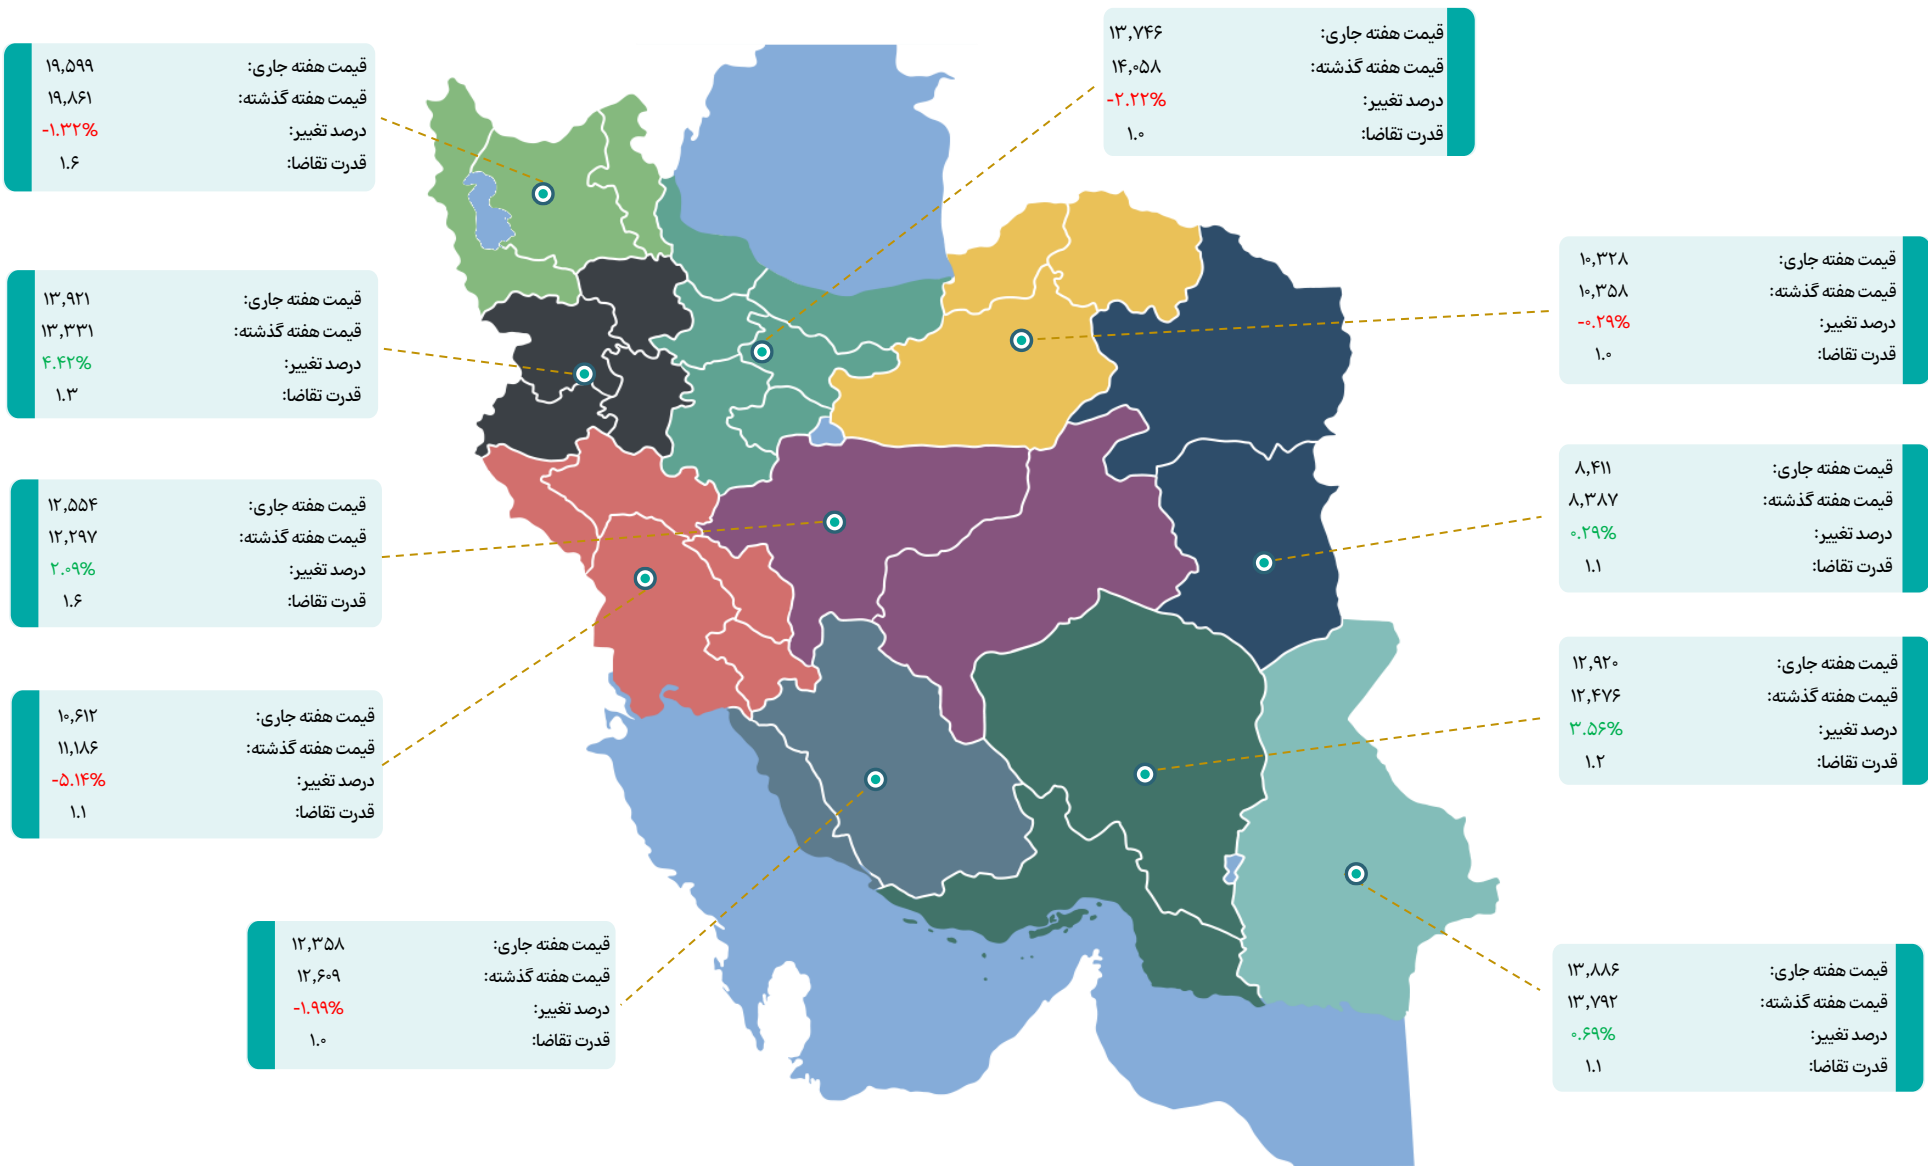 قیمت هفته جاری: ۱۳,۷۴۶
قیمت هفته گذشته: ۱۴,۰۵۸
درصد تغییر: -۲.۲۲%
قدرت تقاضا: ۱.۰
قیمت هفته جاری: ۱۹,۵۹۹
قیمت هفته گذشته: ۱۹,۸۶۱
درصد تغییر: -۱.۳۲%
قدرت تقاضا: ۱.۶
قیمت هفته جاری: ۱۰,۳۲۸
قیمت هفته گذشته: ۱۰,۳۵۸
درصد تغییر: -۰.۲۹%
قدرت تقاضا: ۱.۰
قیمت هفته جاری: ۱۳,۹۲۱
قیمت هفته گذشته: ۱۳,۳۳۱
درصد تغییر: ۴.۴۲%
قدرت تقاضا: ۱.۳
قیمت هفته جاری: ۸,۴۱۱
قیمت هفته گذشته: ۸,۳۸۷
درصد تغییر: ۰.۲۹%
قدرت تقاضا: ۱.۱
قیمت هفته جاری: ۱۲,۵۵۴
قیمت هفته گذشته: ۱۲,۲۹۷
درصد تغییر: ۲.۰۹%
قدرت تقاضا: ۱.۶
قیمت هفته جاری: ۱۲,۹۲۰
قیمت هفته گذشته: ۱۲,۴۷۶
درصد تغییر: ۳.۵۶%
قدرت تقاضا: ۱.۲
قیمت هفته جاری: ۱۰,۶۱۲
قیمت هفته گذشته: ۱۱,۱۸۶
درصد تغییر: -۵.۱۴%
قدرت تقاضا: ۱.۱
قیمت هفته جاری: ۱۳,۸۸۶
قیمت هفته گذشته: ۱۳,۷۹۲
درصد تغییر: ۰.۶۹%
قدرت تقاضا: ۱.۱
قیمت هفته جاری: ۱۲,۳۵۸
قیمت هفته گذشته: ۱۲,۶۰۹
درصد تغییر: -۱.۹۹%
قدرت تقاضا: ۱.۰